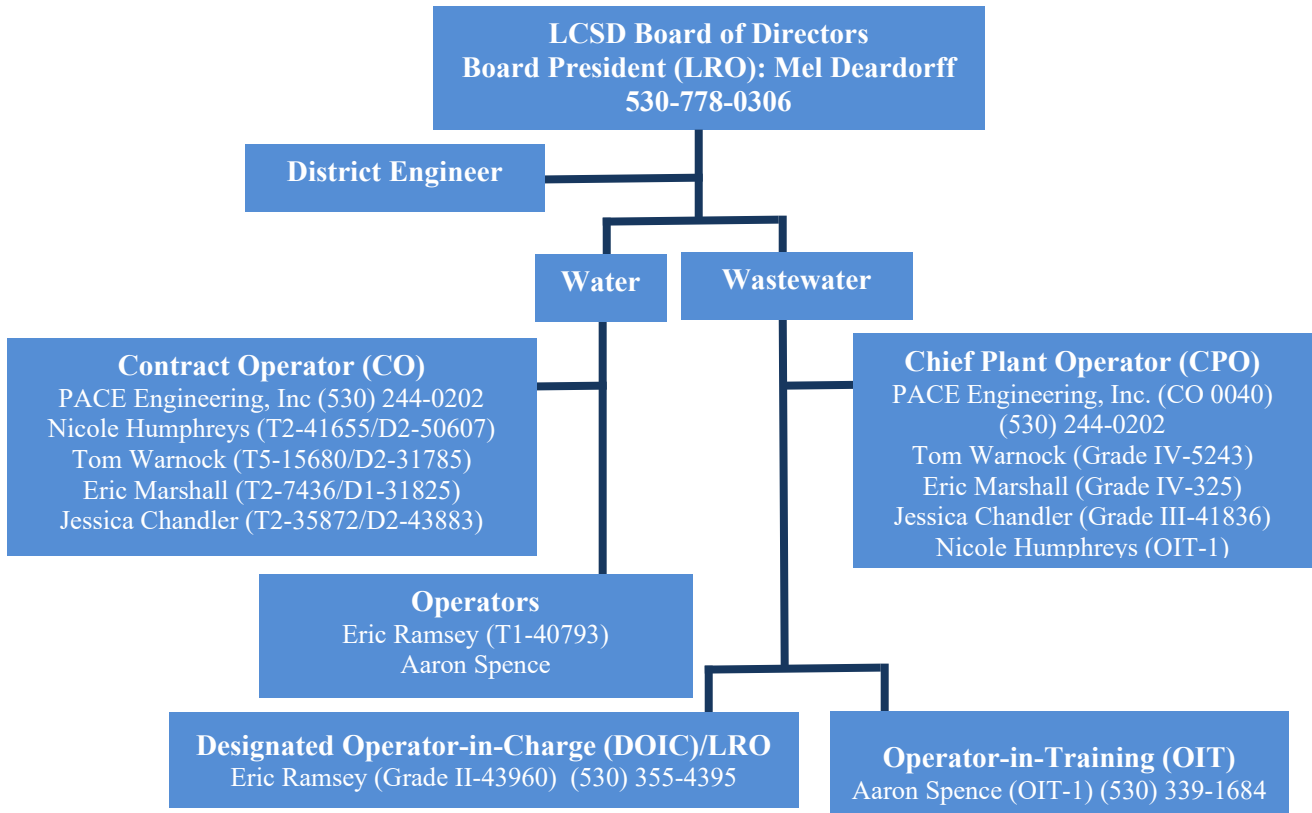 LCSD Board of Directors
Board President (LRO): Mel Deardorff
530-778-0306
District Engineer
Water
Wastewater
Contract Operator (CO)
PACE Engineering, Inc (530) 244-0202
Nicole Humphreys (T2-41655/D2-50607)
Tom Warnock (T5-15680/D2-31785)
Eric Marshall (T2-7436/D1-31825)
Jessica Chandler (T2-35872/D2-43883)
Chief Plant Operator (CPO)
PACE Engineering, Inc. (CO 0040)
(530) 244-0202
Tom Warnock (Grade IV-5243)
Eric Marshall (Grade IV-325)
Jessica Chandler (Grade III-41836)
Nicole Humphreys (OIT-1)
Operators
Eric Ramsey (T1-40793)
Aaron Spence
Designated Operator-in-Charge (DOIC)/LRO
Eric Ramsey (Grade II-43960) (530) 355-4395
Operator-in-Training (OIT)
Aaron Spence (OIT-1) (530) 339-1684